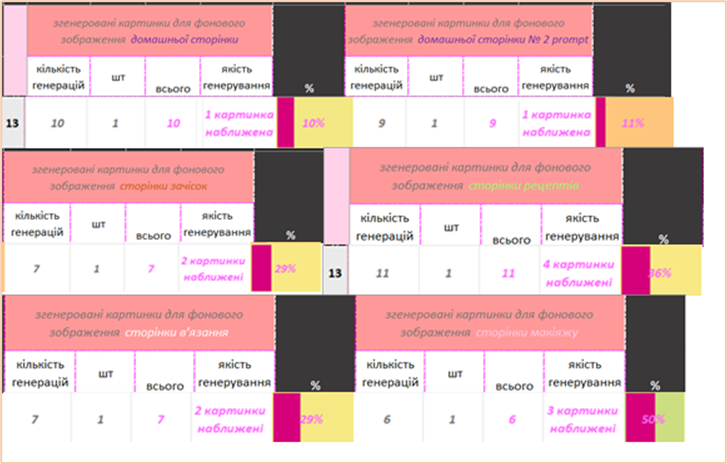 згенеровані картинки для фонового
зображення домашньої сторінки
кількість генерацій шт всього якість генерування %
13 10 1 10 1 картинка наближена 10%
згенеровані картинки для фонового
зображення домашньої сторінки № 2 prompt
кількість генерацій шт всього якість генерування %
9 1 9 1 картинка наближена 11%
згенеровані картинки для фонового
зображення сторінки зачісок
кількість генерацій шт всього якість генерування %
7 1 7 2 картинки наближені 29%
згенеровані картинки для фонового
зображення сторінки рецептів
кількість генерацій шт всього якість генерування %
13 11 1 11 4 картинки наближені 36%
згенеровані картинки для фонового
зображення сторінки в'язання
кількість генерацій шт всього якість генерування %
7 1 7 2 картинки наближені 29%
згенеровані картинки для фонового
зображення сторінки макіяжу
кількість генерацій шт всього якість генерування %
6 1 6 3 картинки наближені 50%